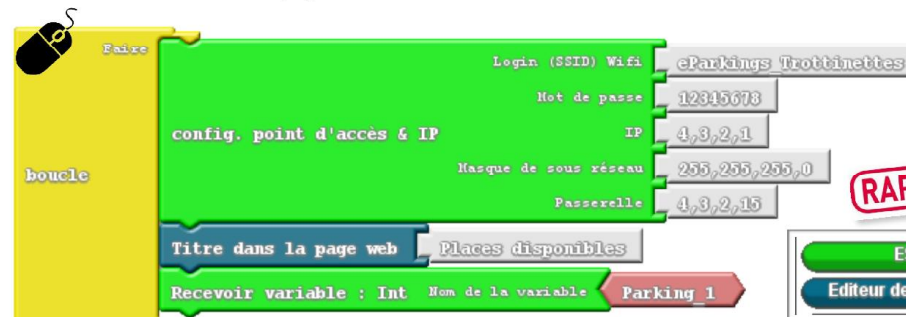 Faire
Login (SSID) Wifi eParkings_Trottinettes
Mot de passe 12345678
config. point d'accès & IP IP 4,3,2,1
boucle
Masque de sous réseau 255,255,255,0
Passerelle 4,3,2,15
Titre dans la page web Places disponibles
Editeur de
Recevoir variable : Int Nom de la variable Parking_1